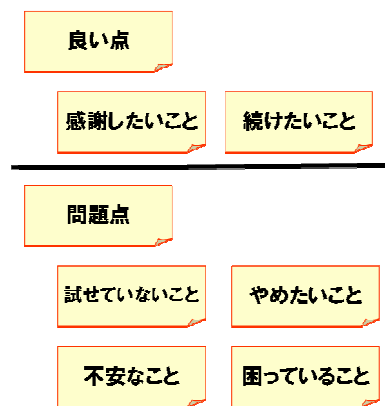 良い点
感謝したいこと
続けたいこと
問題点
試せていないこと
やめたいこと
不安なこと
困っていること